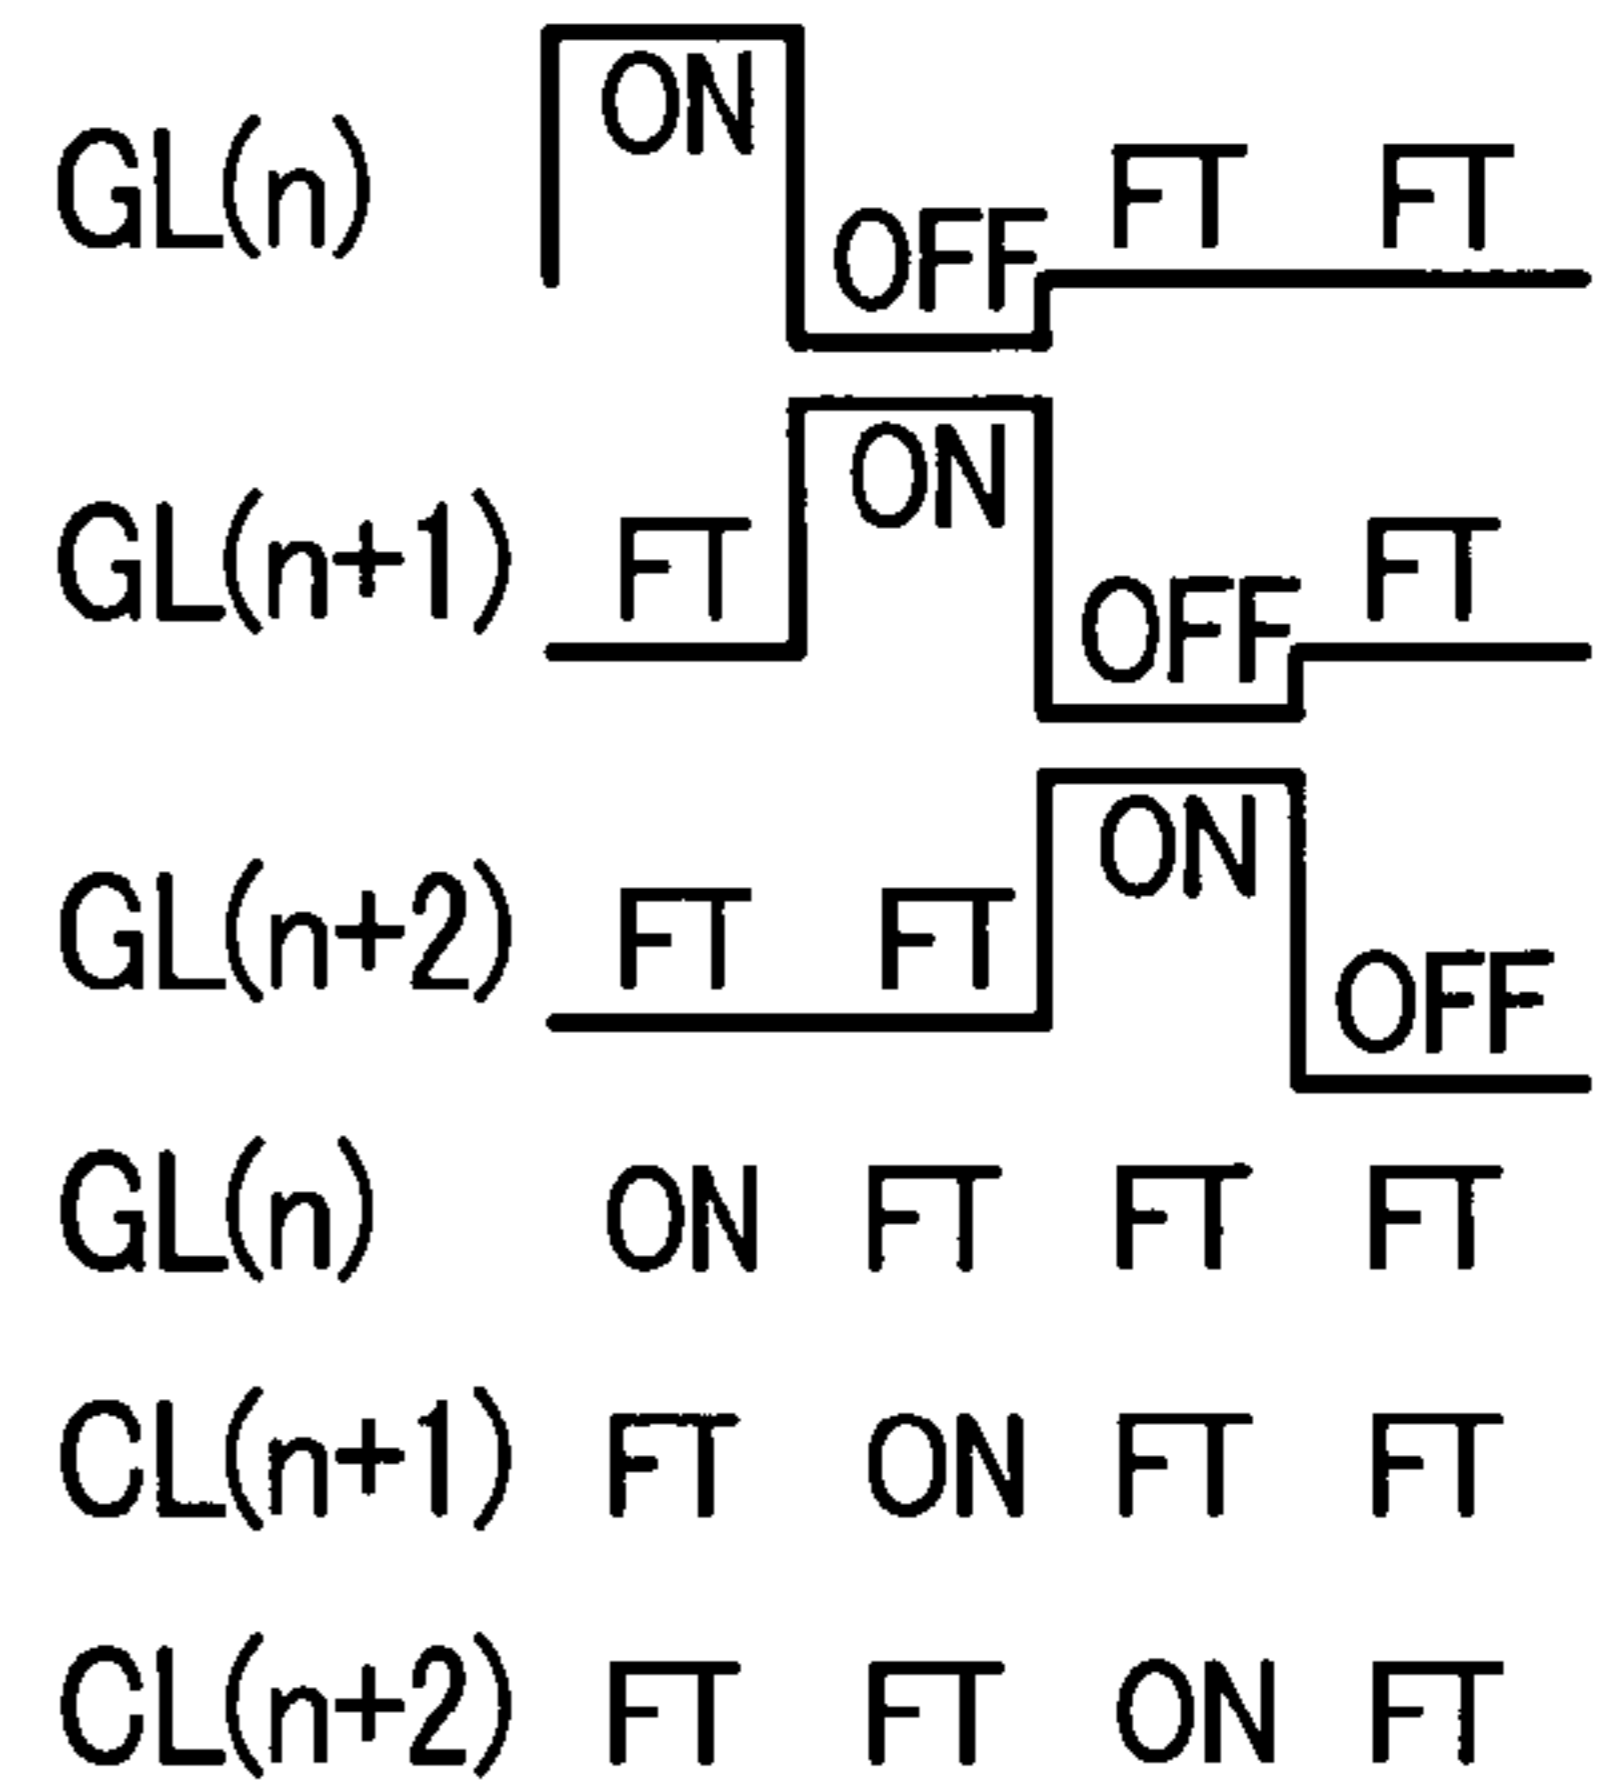 GL(n) ON OFF FT FT
GL(n+1) FT ON OFF FT
GL(n+2) FT FT ON OFF
GL(n) ON FT FT FT
CL(n+1) FT ON FT FT
CL(n+2) FT FT ON FT